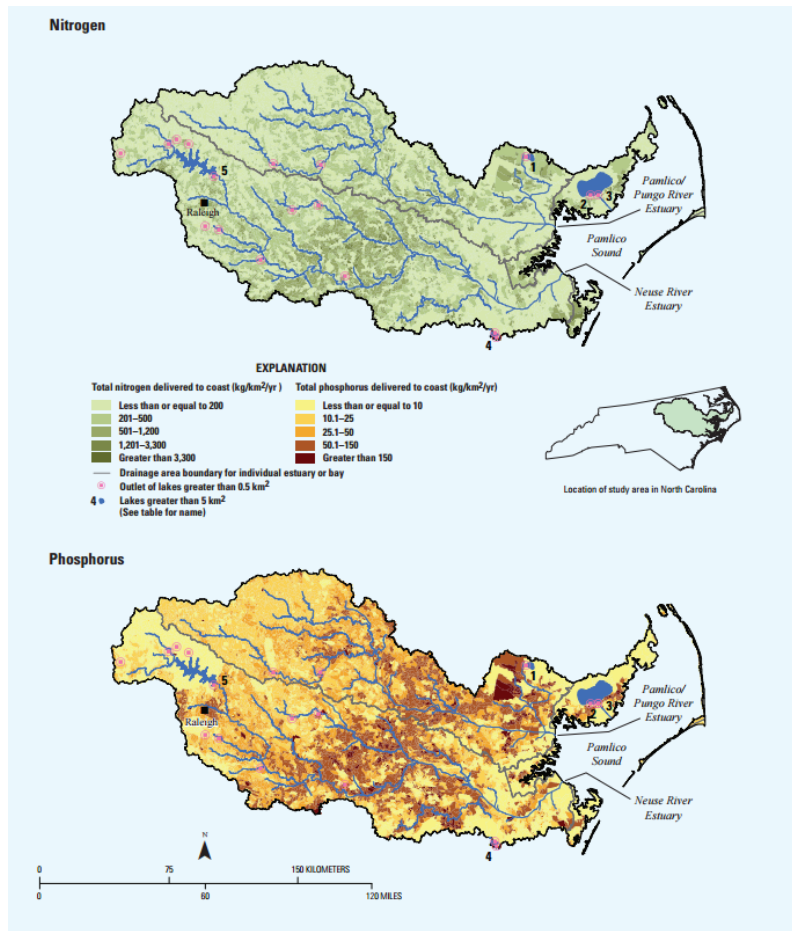 Nitrogen
5
Raleigh
1
2
3
Pamlico/
Pungo River
Estuary
Pamlico
Sound
Neuse River
Estuary
4
EXPLANATION
Total nitrogen delivered to coast (kg/km²/yr )
Less than or equal to 200
201–500
501–1,200
1,201–3,300
Greater than 3,300
Total phosphorus delivered to coast (kg/km²/yr)
Less than or equal to 10
10.1–25
25.1–50
50.1–150
Greater than 150
Drainage area boundary for individual estuary or bay
Outlet of lakes greater than 0.5 km²
4 Lakes greater than 5 km²
(See table for name)
Location of study area in North Carolina
Phosphorus
5
Raleigh
1
2
3
Pamlico/
Pungo River
Estuary
Pamlico
Sound
Neuse River
Estuary
4
N
0 75 150 KILOMETERS
0 60 120 MILES